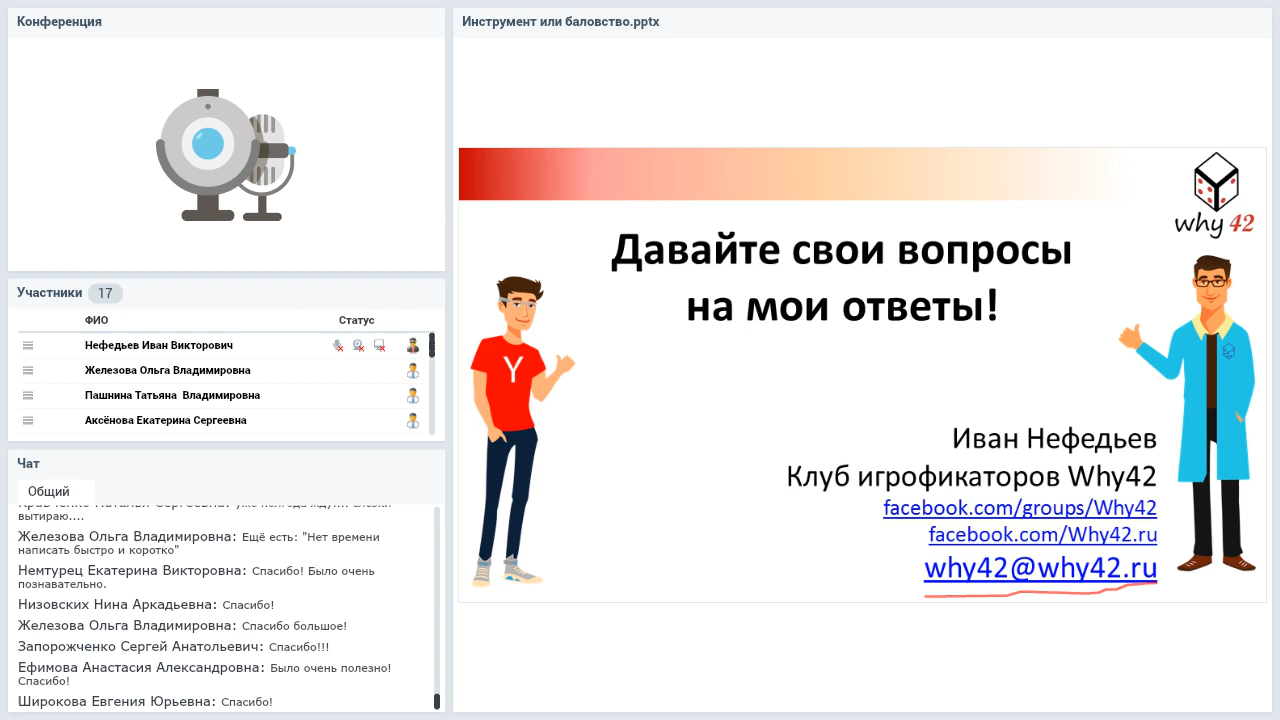 Конференция
Участники 17
ФИО Статус
Нефедьев Иван Викторович
Железова Ольга Владимировна
Пашнина Татьяна  Владимировна
Аксёнова Екатерина Сергеевна
Чат
Общий
вытираю....
Железова Ольга Владимировна: Ещё есть: "Нет времени
написать быстро и коротко"
Немтурец Екатерина Викторовна: Спасибо! Было очень
познавательно.
Низовских Нина Аркадьевна: Спасибо!
Железова Ольга Владимировна: Спасибо большое!
Запорожченко Сергей Анатольевич: Спасибо!!!
Ефимова Анастасия Александровна: Было очень полезно!
Спасибо!
Широкова Евгения Юрьевна: Спасибо!
Инструмент или баловство.pptx
why 42
Давайте свои вопросы
на мои ответы!
Y
Иван Нефедьев
Клуб игрофикаторов Why42
facebook.com/groups/Why42
facebook.com/Why42.ru
why42@why42.ru